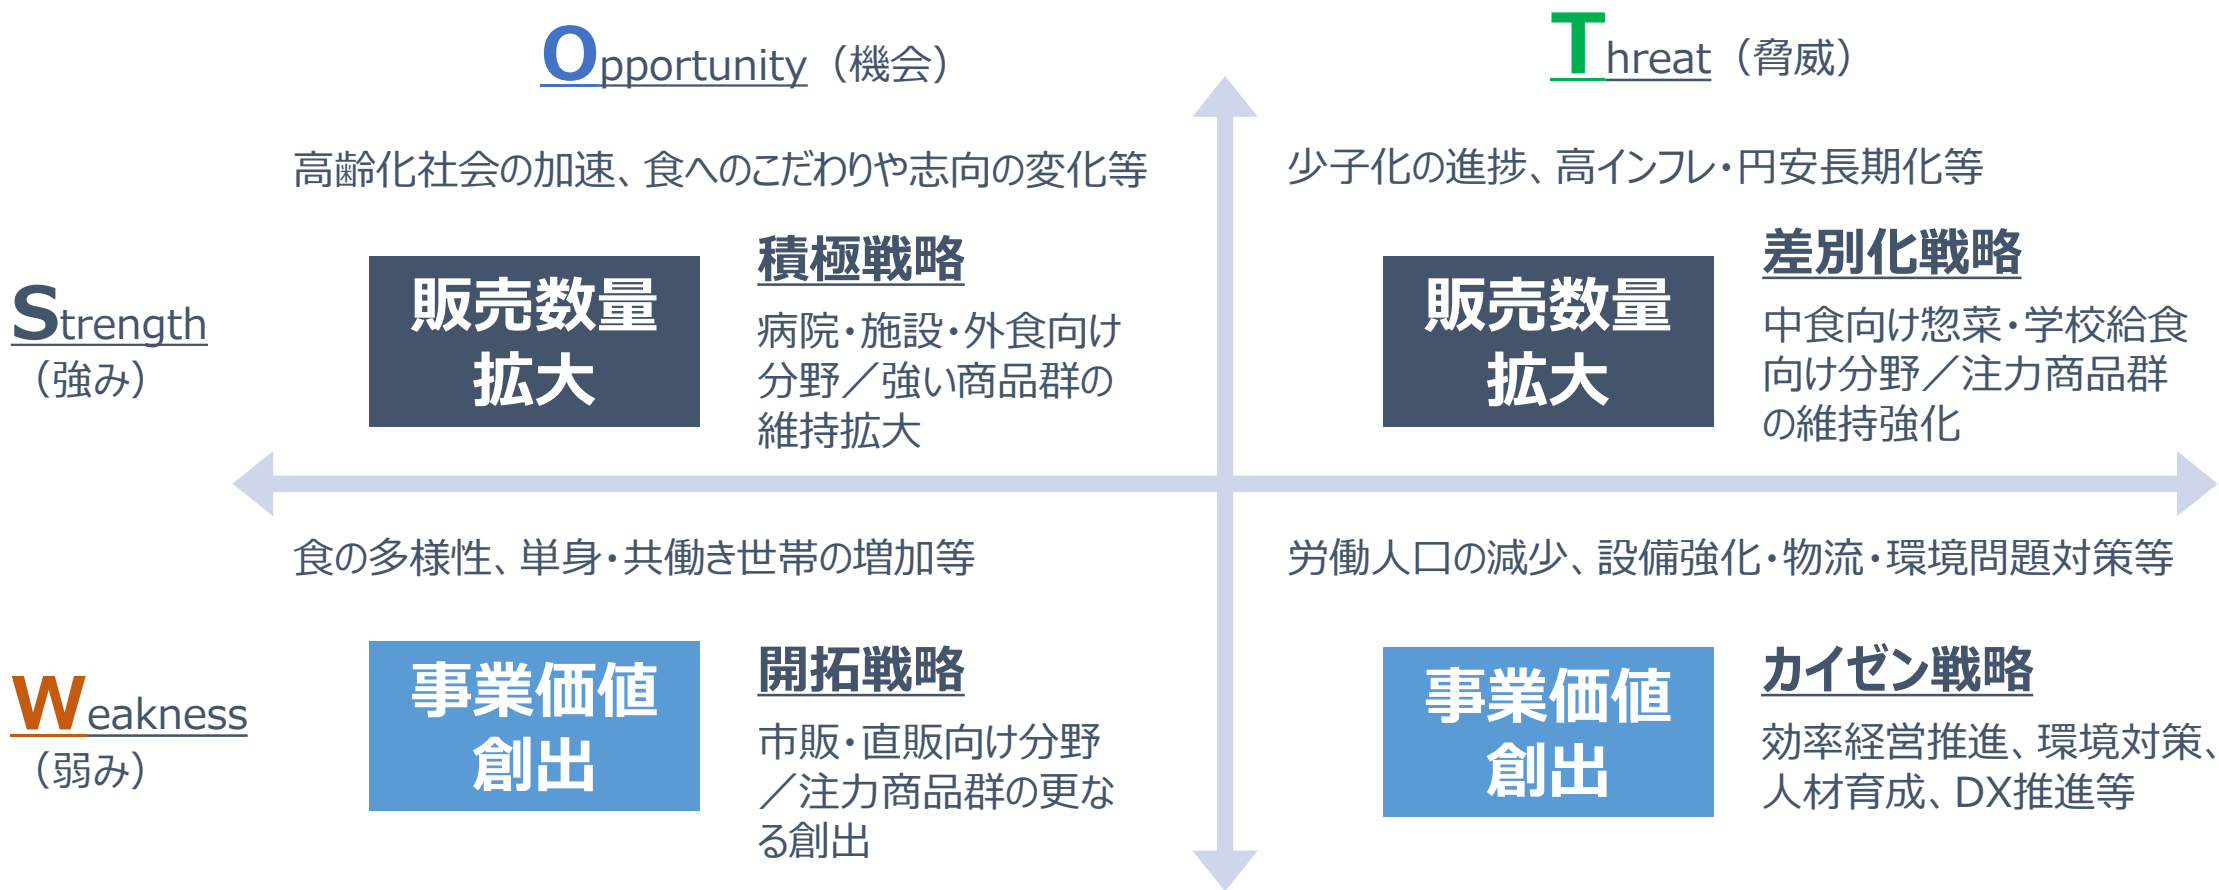 Opportunity（機会）
Threat（脅威）
Strength
（強み）
高齢化社会の加速、食へのこだわりや志向の変化等
販売数量
拡大
積極戦略
病院・施設・外食向け
分野／強い商品群の
維持拡大
少子化の進捗、高インフレ・円安長期化等
販売数量
拡大
差別化戦略
中食向け惣菜・学校給食
向け分野／注力商品群
の維持強化
Weakness
（弱み）
食の多様性、単身・共働き世帯の増加等
事業価値
創出
開拓戦略
市販・直販向け分野
／注力商品群の更な
る創出
労働人口の減少、設備強化・物流・環境問題対策等
事業価値
創出
カイゼン戦略
効率経営推進、環境対策、
人材育成、DX推進等